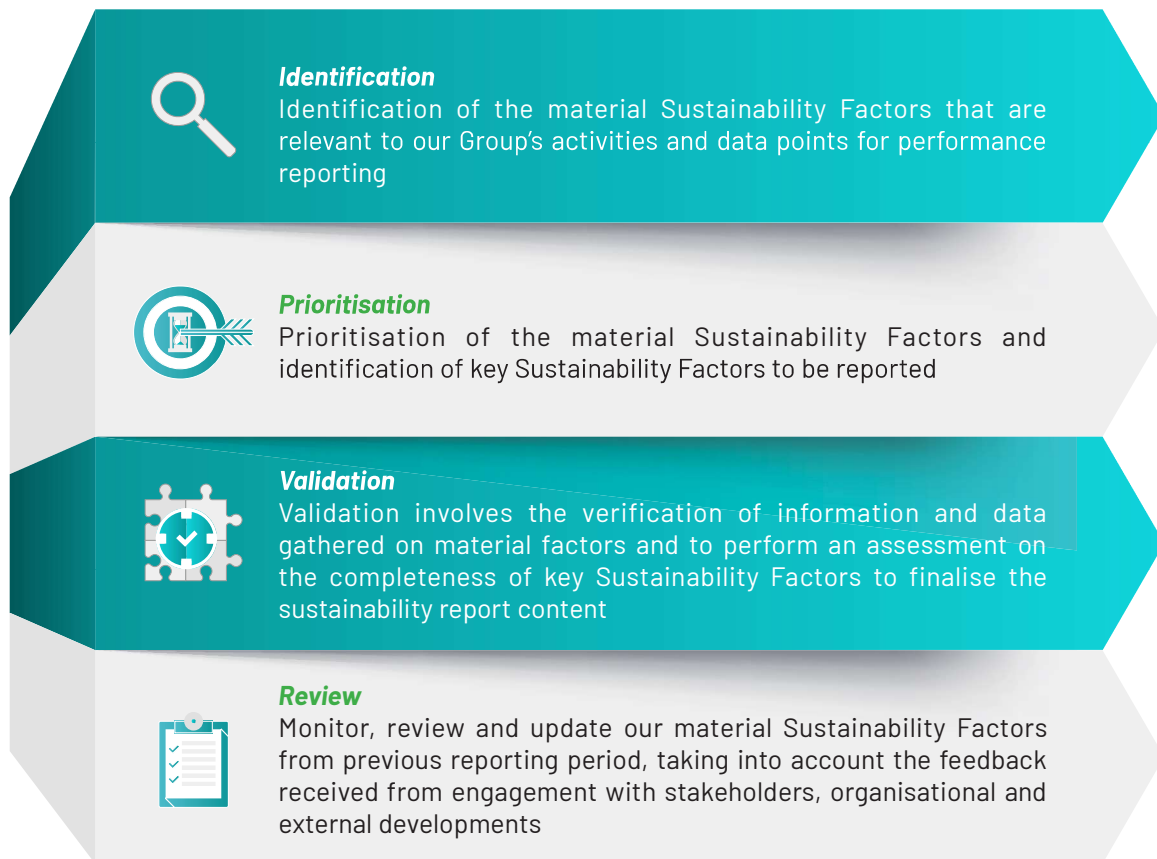 Identification
Identification of the material Sustainability Factors that are
relevant to our Group's activities and data points for performance
reporting
Prioritisation
Prioritisation of the material Sustainability Factors and
identification of key Sustainability Factors to be reported
Validation
Validation involves the verification of information and data
gathered on material factors and to perform an assessment on
the completeness of key Sustainability Factors to finalise the
sustainability report content
Review
Monitor, review and update our material Sustainability Factors
from previous reporting period, taking into account the feedback
received from engagement with stakeholders, organisational and
external developments